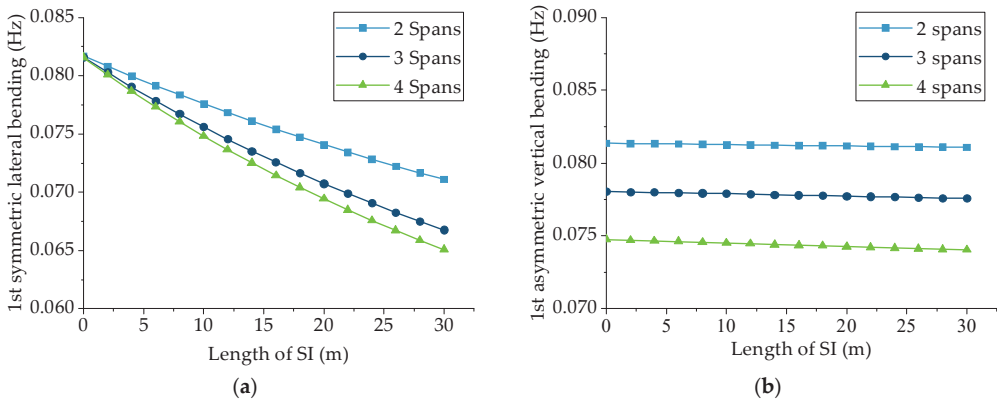 0.085
0.080
0.075
0.070
0.065
0.060
1st symmetric lateral bending (Hz)
2 Spans
3 Spans
4 Spans
0 5 10 15 20 25 30
Length of SI (m)
(a)
0.090
0.085
0.080
0.075
0.070
1st asymmetric vertical bending (Hz)
2 spans
3 spans
4 spans
0 5 10 15 20 25 30
Length of SI (m)
(b)